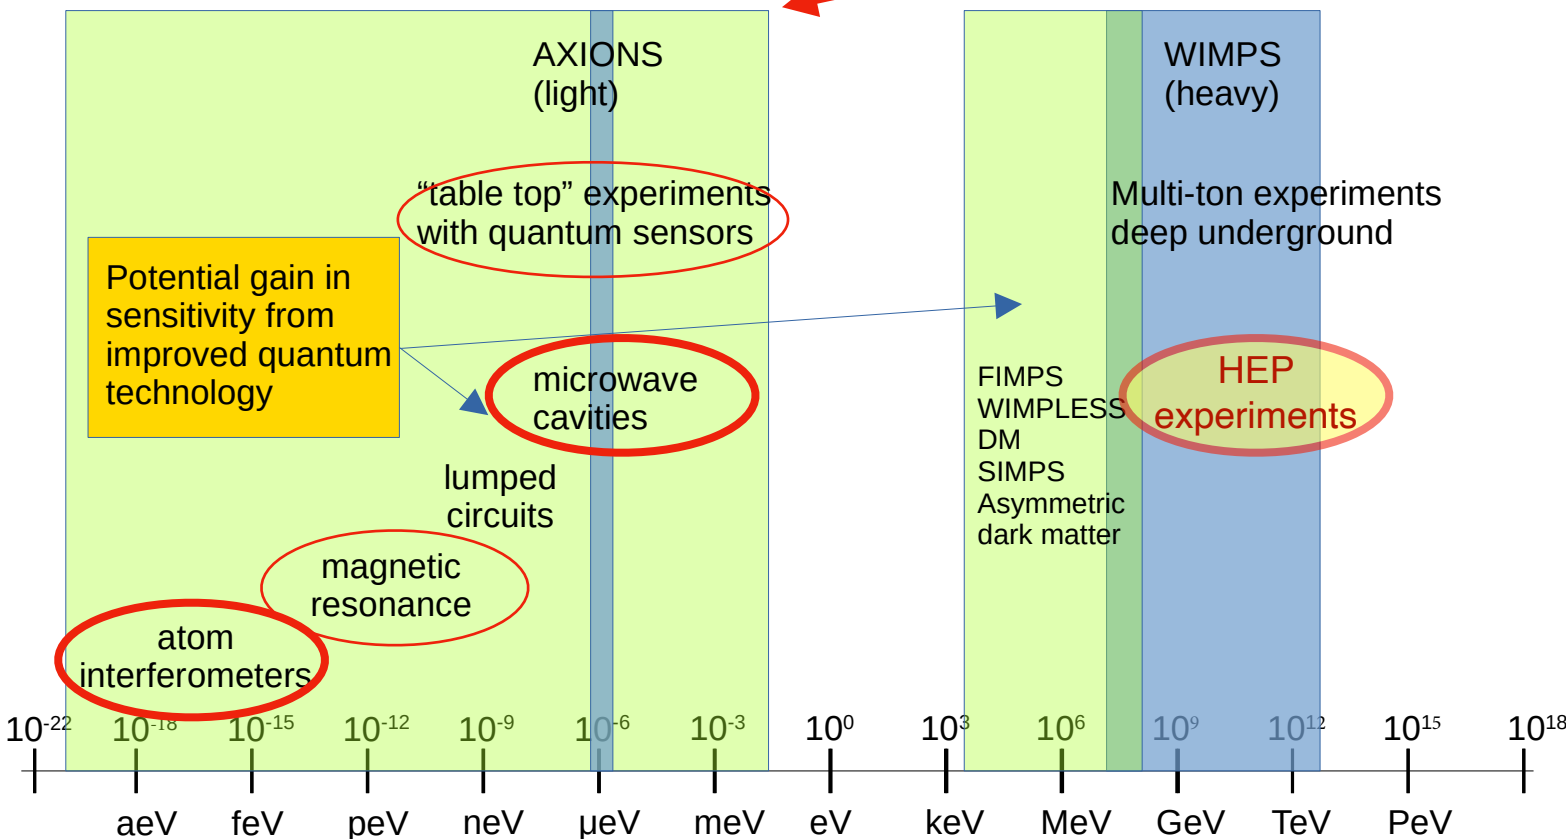 AXIONS
(light)
WIMPS
(heavy)
“table top” experiments
with quantum sensors
Multi-ton experiments
deep underground
Potential gain in
sensitivity from
improved quantum
technology
microwave
cavities
FIMPS
WIMPLESS
DM
SIMPS
Asymmetric
dark matter
HEP
experiments
lumped
circuits
magnetic
resonance
atom
interferometers
10⁻²² 10⁻¹⁸ 10⁻¹⁵ 10⁻¹² 10⁻⁹ 10⁻⁶ 10⁻³ 10⁰ 10³ 10⁶ 10⁹ 10¹² 10¹⁵ 10¹⁸
aeV feV peV neV μeV meV eV keV MeV GeV TeV PeV